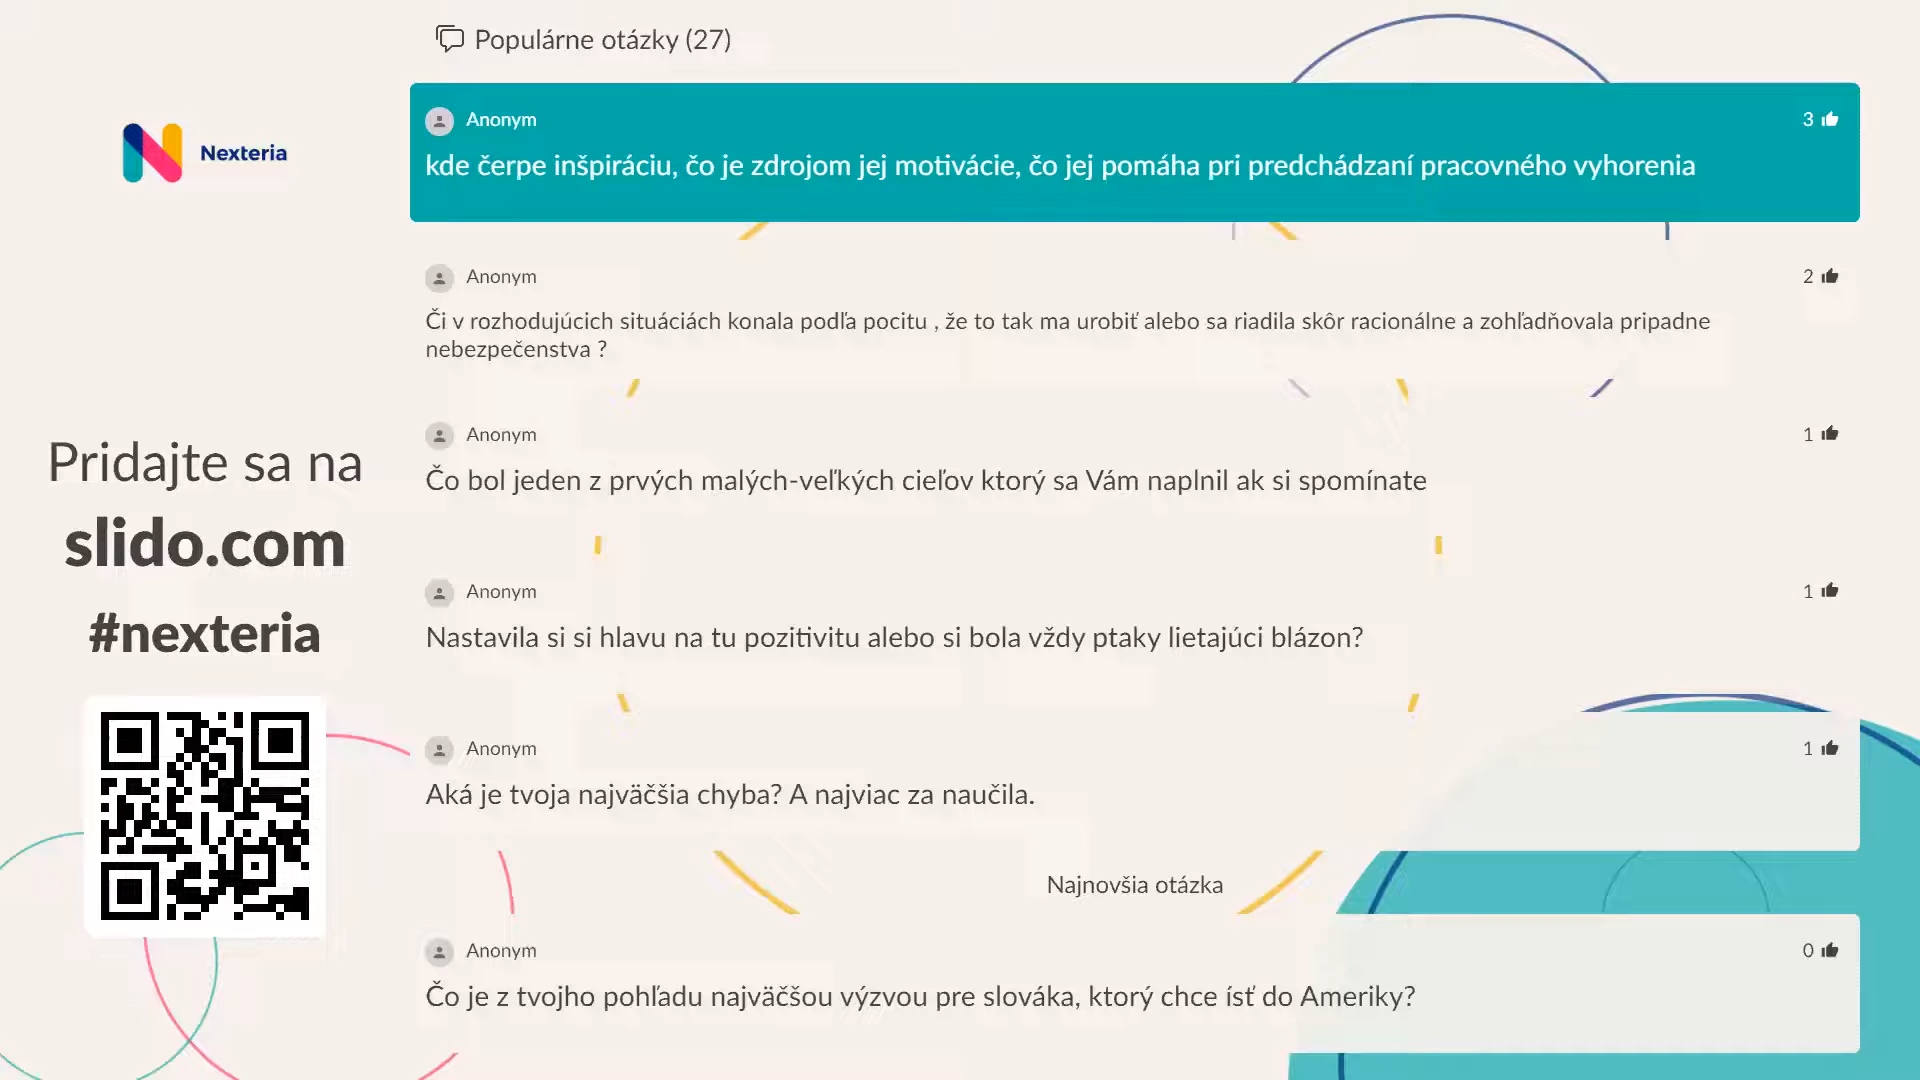 Populárne otázky (27)
Nexteria
Anonym
3
kde čerpe inšpiráciu, čo je zdrojom jej motivácie, čo jej pomáha pri predchádzaní pracovného vyhorenia
Anonym
2
Či v rozhodujúcich situáciách konala podľa pocitu , že to tak ma urobiť alebo sa riadila skôr racionálne a zohľadňovala pripadne
nebezpečenstva ?
Anonym
1
Čo bol jeden z prvých malých-veľkých cieľov ktorý sa Vám naplnil ak si spomínate
Anonym
1
Nastavila si si hlavu na tu pozitivitu alebo si bola vždy ptaky lietajúci blázon?
Anonym
1
Aká je tvoja najväčšia chyba? A najviac za naučila.
Najnovšia otázka
Anonym
0
Čo je z tvojho pohľadu najväčšou výzvou pre slováka, ktorý chce ísť do Ameriky?
Pridajte sa na
slido.com
#nexteria